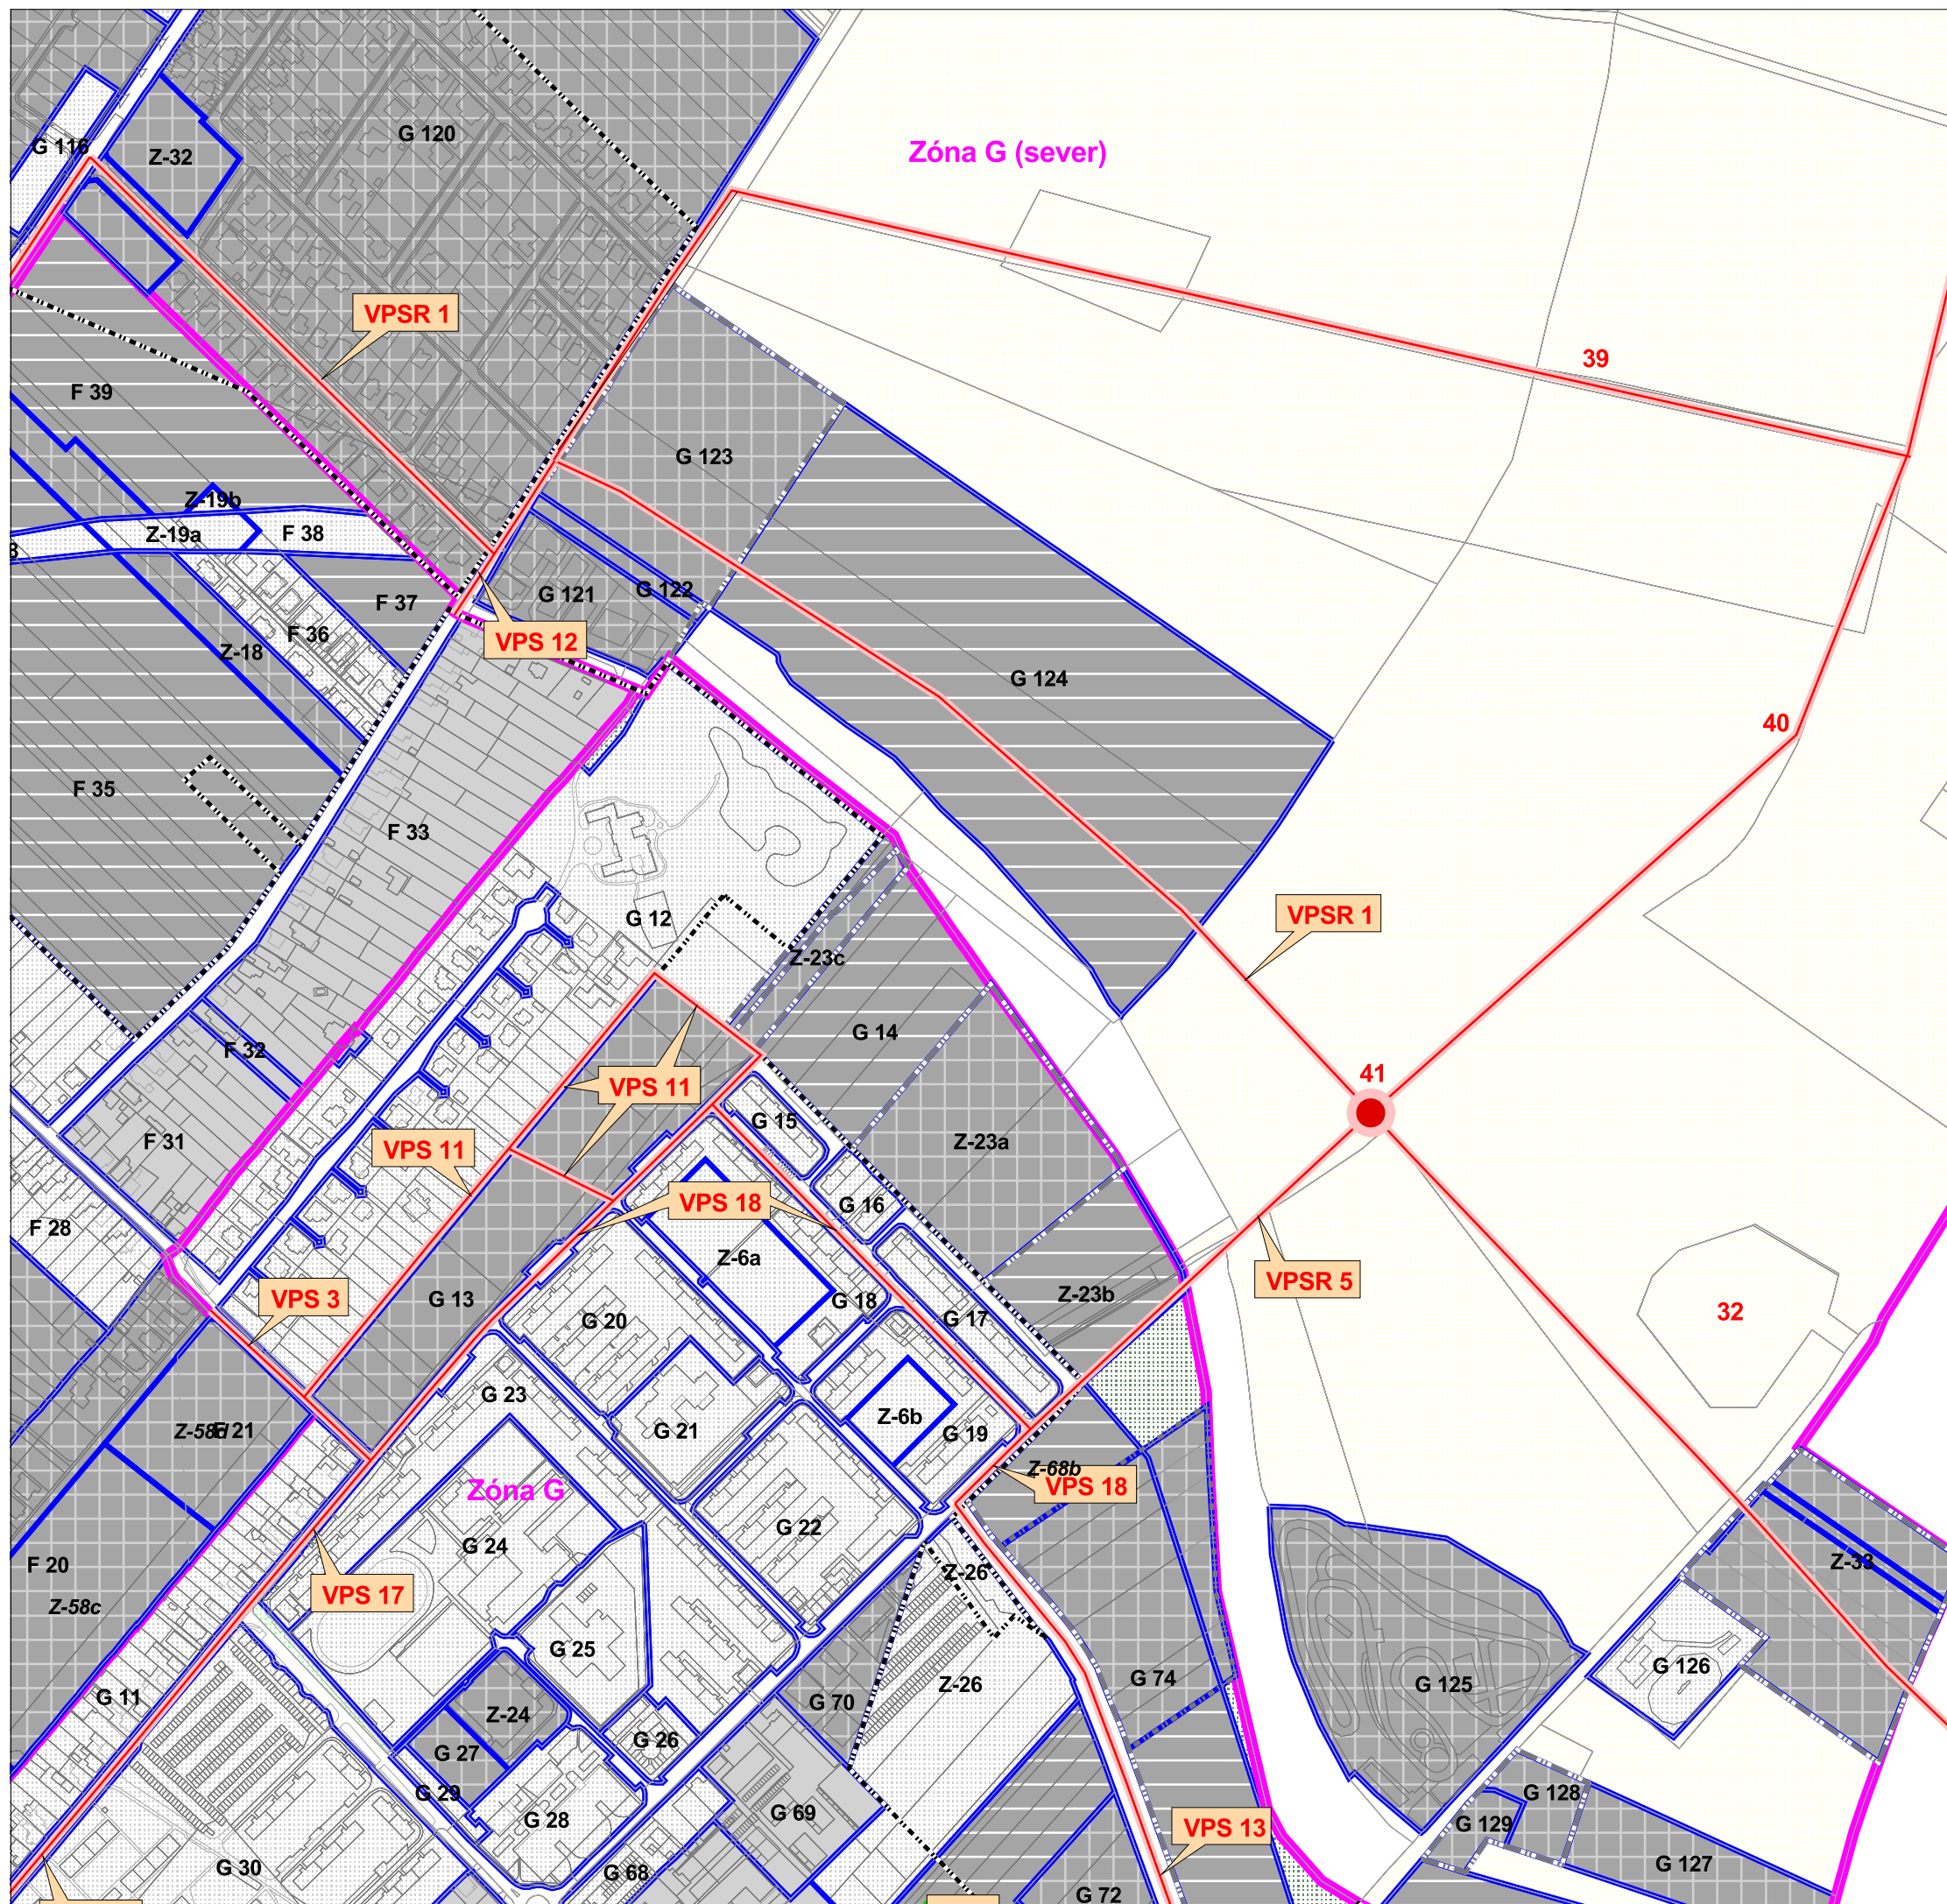 G 120
G 116
Z-32
Zóna G (sever)
VPSR 1
39
F 39
G 123
Z-19b
Z-19a
F 38
G 121
G 122
F 37
F 36
VPS 12
Z-18
G 124
40
F 35
F 33
VPSR 1
G 12
Z-23c
G 14
F 32
41
VPS 11
G 15
F 31
VPS 11
Z-23a
VPS 18
G 16
F 28
Z-6a
VPSR 5
Z-23b
VPS 3
G 13
G 18
32
G 20
G 17
G 23
Z-6b
Z-58d
F 21
G 21
G 19
Z-68b
VPS 18
Zóna G
G 22
G 24
F 20
Z-26
Z-33
VPS 17
Z-58c
G 25
G 126
G 74
Z-26
G 125
G 11
G 70
Z-24
G 26
G 27
G 29
G 128
G 69
G 28
G 129
VPS 13
G 127
G 30
G 68
G 72